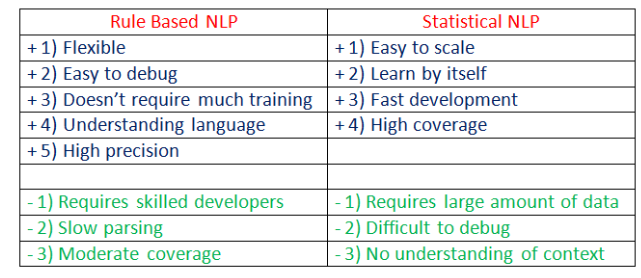 Rule Based NLP Statistical NLP
+ 1) Flexible + 1) Easy to scale
+ 2) Easy to debug + 2) Learn by itself
+ 3) Doesn’t require much training + 3) Fast development
+ 4) Understanding language + 4) High coverage
+ 5) High precision
- 1) Requires skilled developers - 1) Requires large amount of data
- 2) Slow parsing - 2) Difficult to debug
- 3) Moderate coverage - 3) No understanding of context